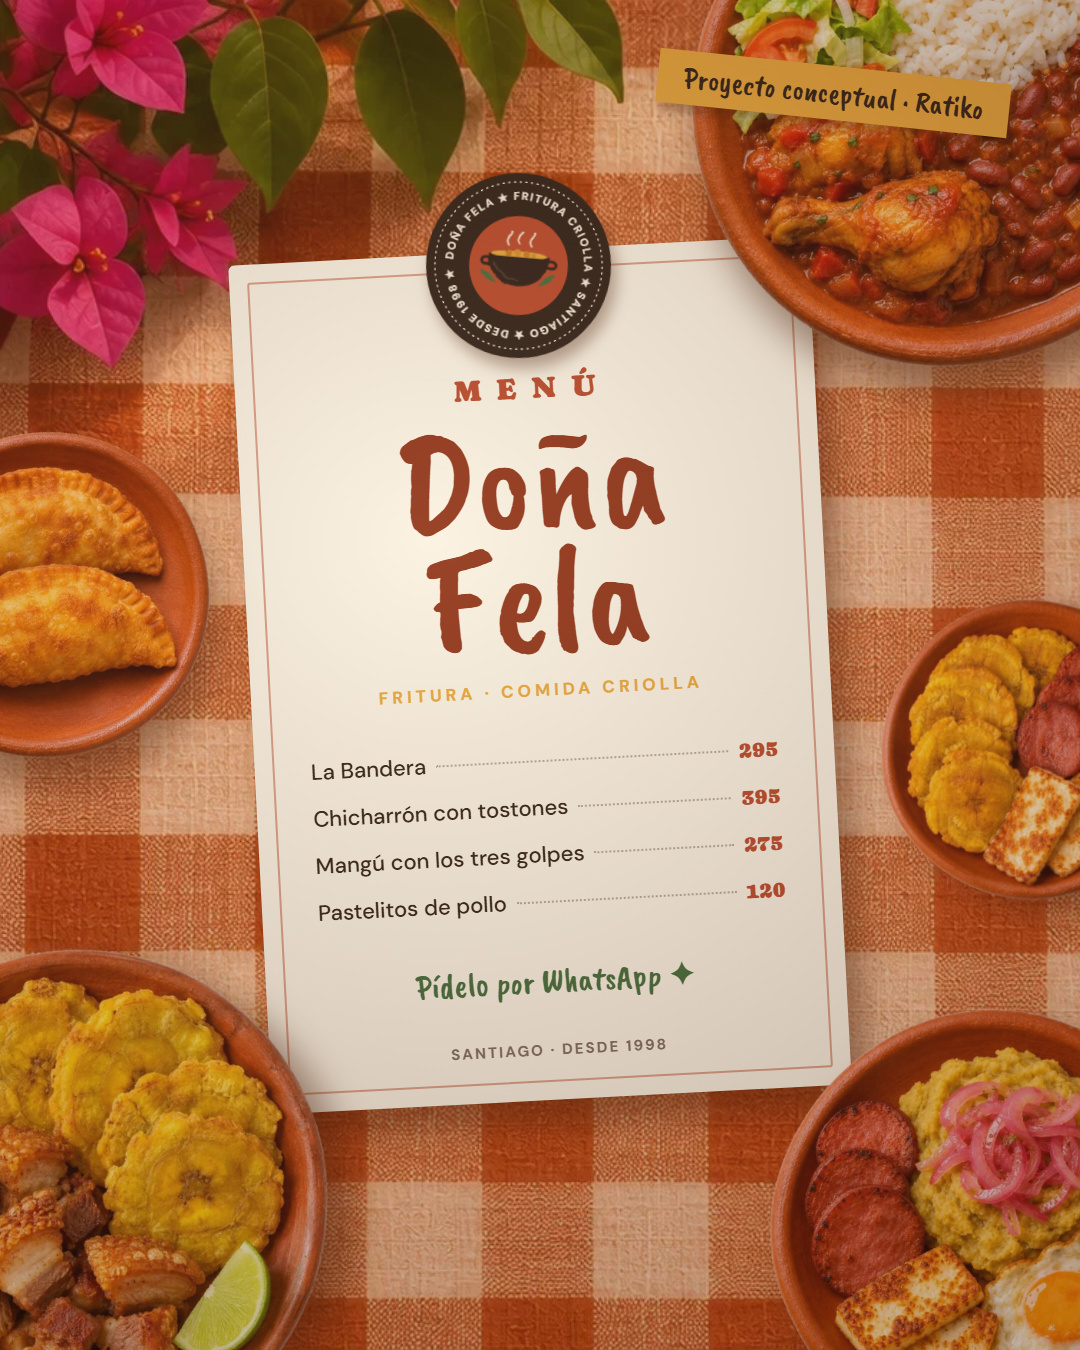 Proyecto conceptual · Ratiko
DOÑA FELA ★ FRITURA CRIOLLA ★ SANTIAGO ★ DESDE 1998 ★
MENÚ
Doña
Fela
FRITURA · COMIDA CRIOLLA
La Bandera 295
Chicharrón con tostones 395
Mangú con los tres golpes 275
Pastelitos de pollo 120
Pídelo por WhatsApp ✦
SANTIAGO · DESDE 1998